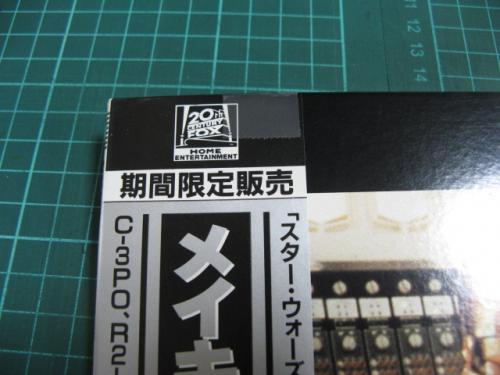 11 12 13 14
20th
CENTURY
FOX
HOME
ENTERTAINMENT
期間限定販売
「スター・ウォーズ
メイキ
C-3PO、R2-